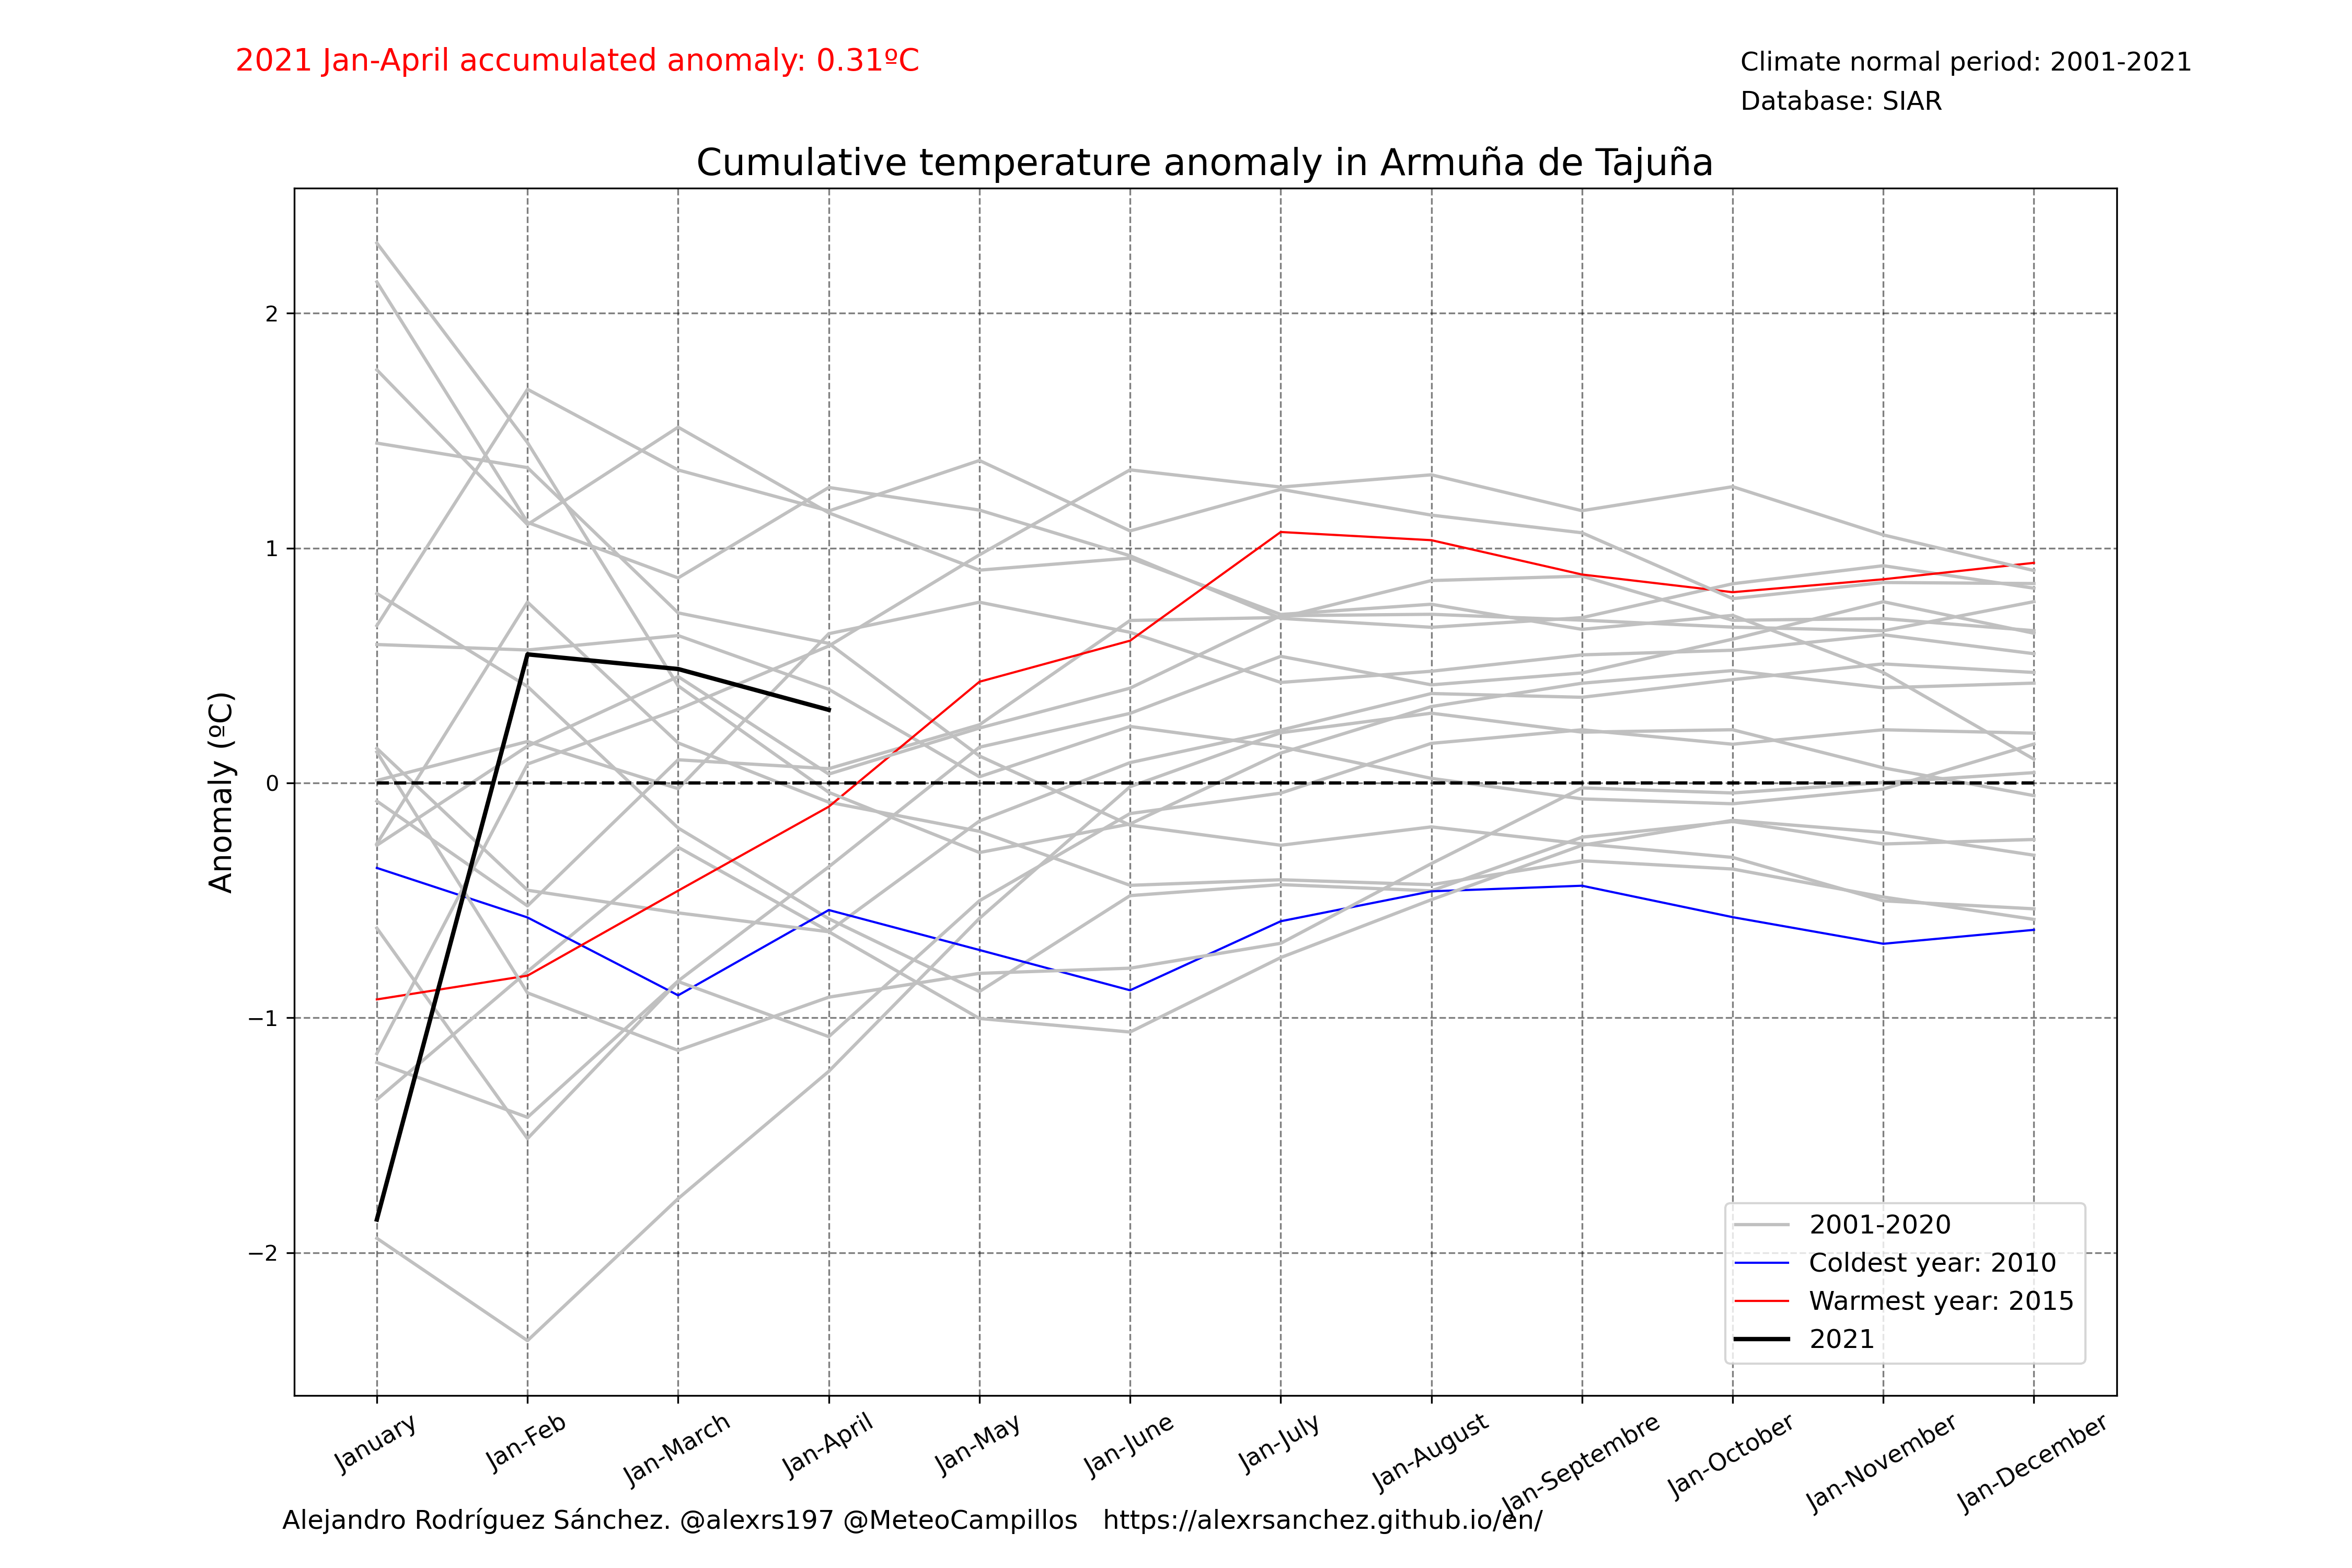 2021 Jan-April accumulated anomaly: 0.31ºC
Climate normal period: 2001-2021
Database: SIAR
Cumulative temperature anomaly in Armuña de Tajuña
Anomaly (ºC)
2
1
0
−1
−2
2001-2020
Coldest year: 2010
Warmest year: 2015
2021
January
Jan-Feb
Jan-March
Jan-April
Jan-May
Jan-June
Jan-July
Jan-August
Jan-Septembre
Jan-October
Jan-November
Jan-December
Alejandro Rodríguez Sánchez. @alexrs197 @MeteoCampillos   https://alexrsanchez.github.io/en/